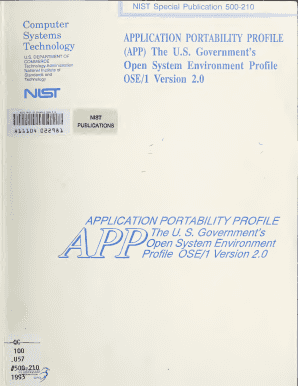 NIST Special Publication 500-210
Computer
Systems
Technology
U.S. DEPARTMENT OF
COMMERCE
Technology Administration
National Institute of
Standards and
Technology
NIST
APPLICATION PORTABILITY PROFILE
(APP) The U.S. Government's
Open System Environment Profile
OSE/1 Version 2.0
NIST
PUBLICATIONS
A11104 022981
APPLICATION PORTABILITY PROFILE
APP The U. S. Government's
Open System Environment
Profile OSE/1 Version 2.0
QC
100
.U57
#500-210
1993